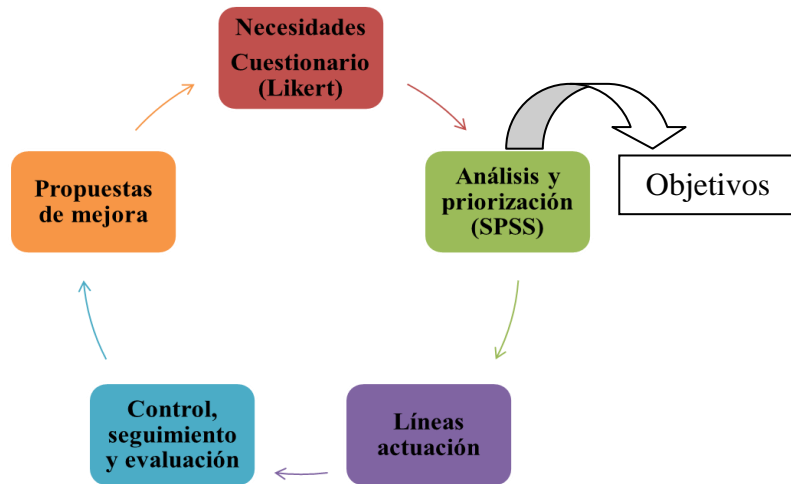 Necesidades
Cuestionario
(Likert)
Análisis y
priorización
(SPSS)
Objetivos
Líneas
actuación
Control,
seguimiento
y evaluación
Propuestas
de mejora